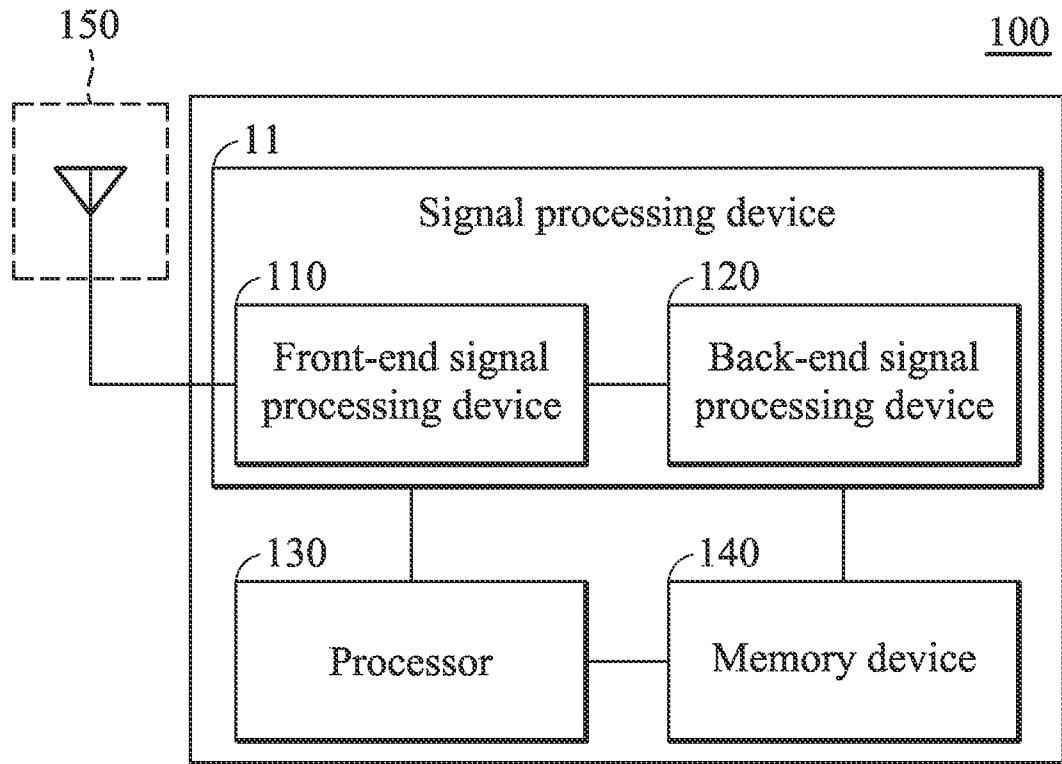 150
100
11
Signal processing device
110
Front-end signal
processing device
120
Back-end signal
processing device
130
Processor
140
Memory device